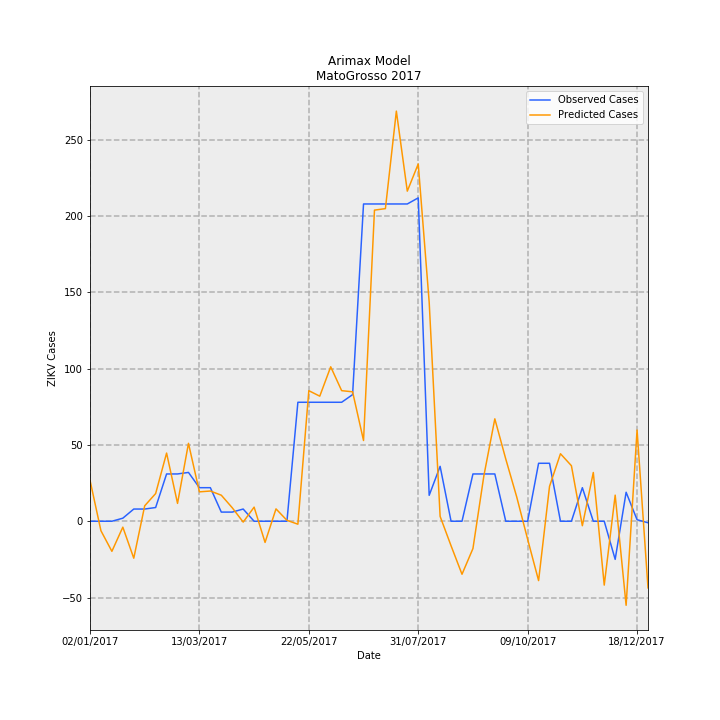 Arimax Model
MatoGrosso 2017
Observed Cases
Predicted Cases
250
200
150
100
50
0
−50
ZIKV Cases
02/01/2017
13/03/2017
22/05/2017
31/07/2017
09/10/2017
18/12/2017
Date